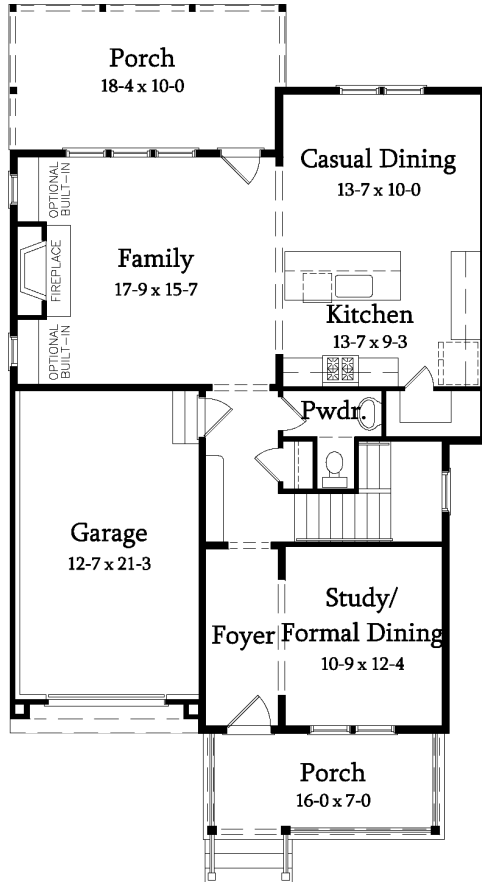 Porch
18-4 x 10-0
Casual Dining
13-7 x 10-0
OPTIONAL
BUILT-IN
Family
17-9 x 15-7
FIREPLACE
Kitchen
13-7 x 9-3
OPTIONAL
BUILT-IN
Pwdr.
Garage
12-7 x 21-3
Foyer
Study/
Formal Dining
10-9 x 12-4
Porch
16-0 x 7-0